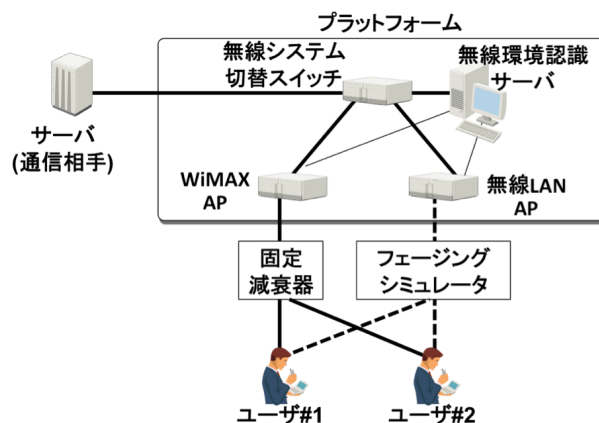 プラットフォーム
無線システム
切替スイッチ
無線環境認識
サーバ
サーバ
(通信相手)
WiMAX
AP
無線LAN
AP
固定
減衰器
フェージング
シミュレータ
ユーザ#1
ユーザ#2